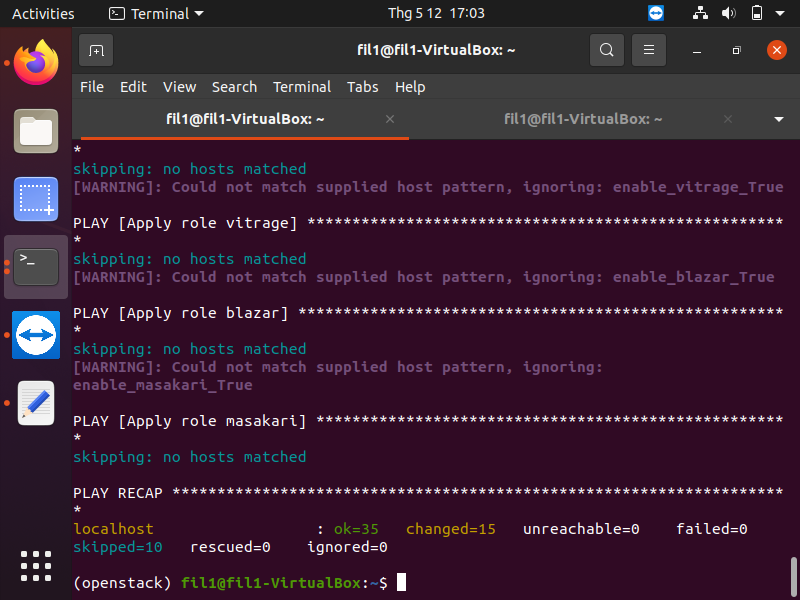 Activities Terminal Thg 5 12 17:03
fil1@fil1-VirtualBox: ~
File Edit View Search Terminal Tabs Help
fil1@fil1-VirtualBox: ~ × fil1@fil1-VirtualBox: ~ ×
*
skipping: no hosts matched
[WARNING]: Could not match supplied host pattern, ignoring: enable_vitrage_True
PLAY [Apply role vitrage] *****************************************************
*
skipping: no hosts matched
[WARNING]: Could not match supplied host pattern, ignoring: enable_blazar_True
PLAY [Apply role blazar] ******************************************************
*
skipping: no hosts matched
[WARNING]: Could not match supplied host pattern, ignoring:
enable_masakari_True
PLAY [Apply role masakari] ****************************************************
*
skipping: no hosts matched
PLAY RECAP ********************************************************************
*
localhost : ok=35 changed=15 unreachable=0 failed=0
skipped=10 rescued=0 ignored=0
(openstack) fil1@fil1-VirtualBox:~$